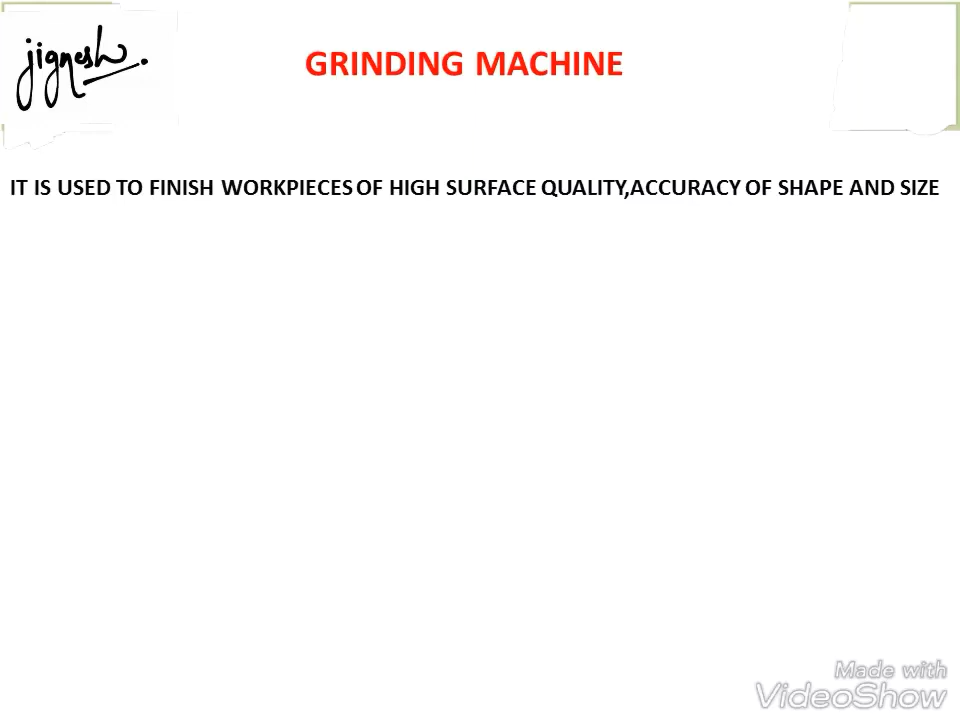 jignesh.
GRINDING MACHINE
IT IS USED TO FINISH WORKPIECES OF HIGH SURFACE QUALITY,ACCURACY OF SHAPE AND SIZE
Made with
VideoShow